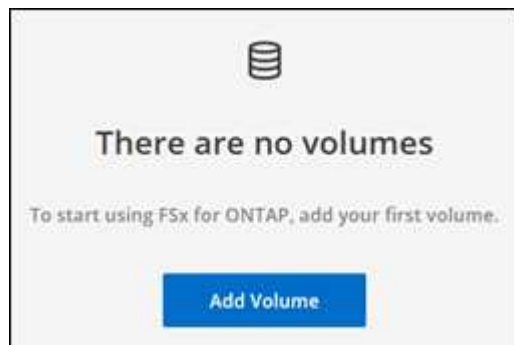 There are no volumes
To start using FSx for ONTAP, add your first volume.
Add Volume